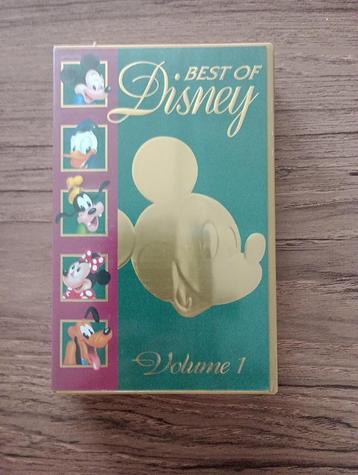 BEST OF
Disney
Volume 1